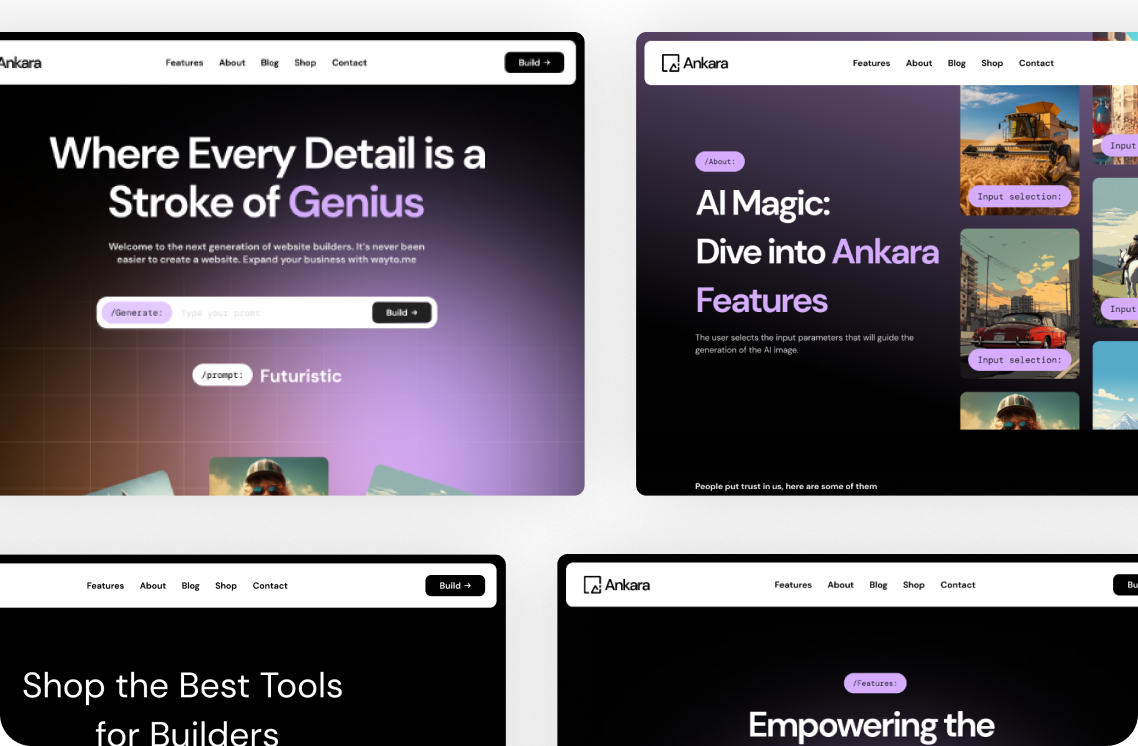 Ankara
Features About Blog Shop Contact
Build →
Where Every Detail is a
Stroke of Genius
Welcome to the next generation of website builders. It's never been
easier to create a website. Expand your business with wayto.me
/Generate: Type your promt Build →
/prompt: Futuristic
Ankara
Features About Blog Shop Contact
/About:
AI Magic:
Dive into Ankara
Features
The user selects the input parameters that will guide the
generation of the AI image.
Input selection:
Input
Input selection:
Input
People put trust in us, here are some of them
Features About Blog Shop Contact
Build →
Shop the Best Tools
for Builders
Ankara
Features About Blog Shop Contact
Bu
/Features:
Empowering the